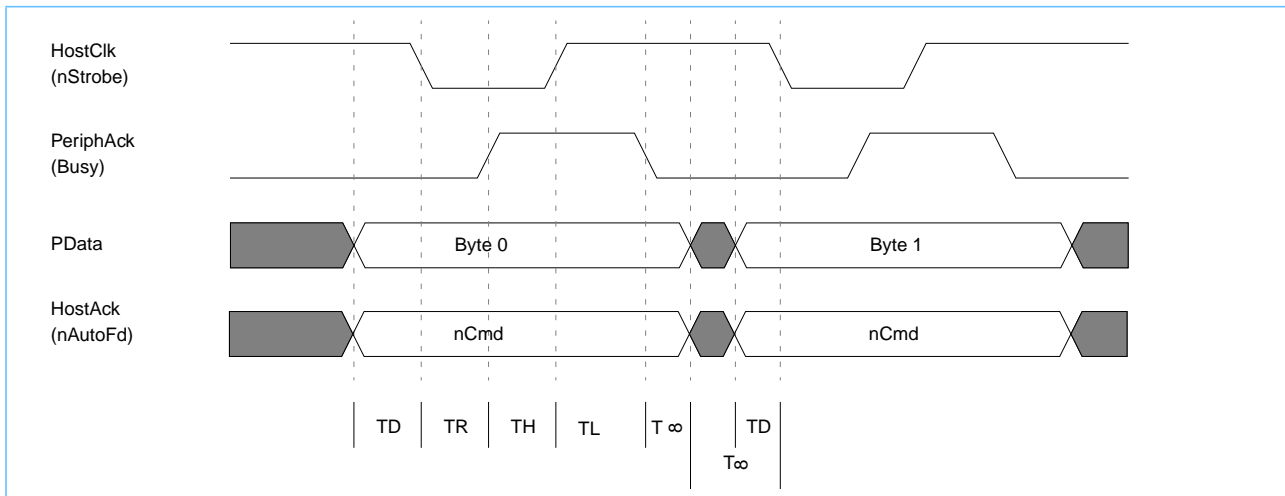 HostClk
(nStrobe)
PeriphAck
(Busy)
PData
Byte 0
Byte 1
HostAck
(nAutoFd)
nCmd
nCmd
TD
TR
TH
TL
T ∞
TD
T∞